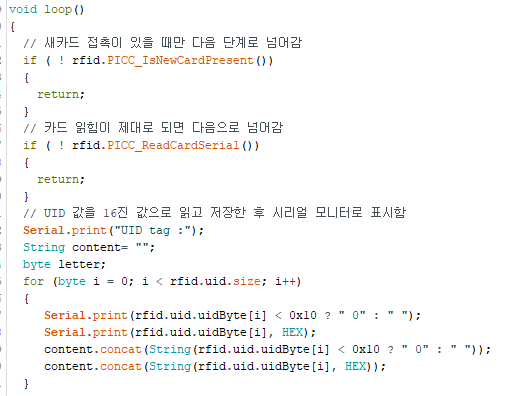 void loop()
{
  // 새카드 접촉이 있을 때만 다음 단계로 넘어감
  if ( ! rfid.PICC_IsNewCardPresent())
  {
    return;
  }
  // 카드 읽힘이 제대로 되면 다음으로 넘어감
  if ( ! rfid.PICC_ReadCardSerial())
  {
    return;
  }
  // UID 값을 16진 값으로 읽고 저장한 후 시리얼 모니터로 표시함
  Serial.print("UID tag :");
  String content= "";
  byte letter;
  for (byte i = 0; i < rfid.uid.size; i++)
  {
     Serial.print(rfid.uid.uidByte[i] < 0x10 ? " 0" : " ");
     Serial.print(rfid.uid.uidByte[i], HEX);
     content.concat(String(rfid.uid.uidByte[i] < 0x10 ? " 0" : " "));
     content.concat(String(rfid.uid.uidByte[i], HEX));
  }